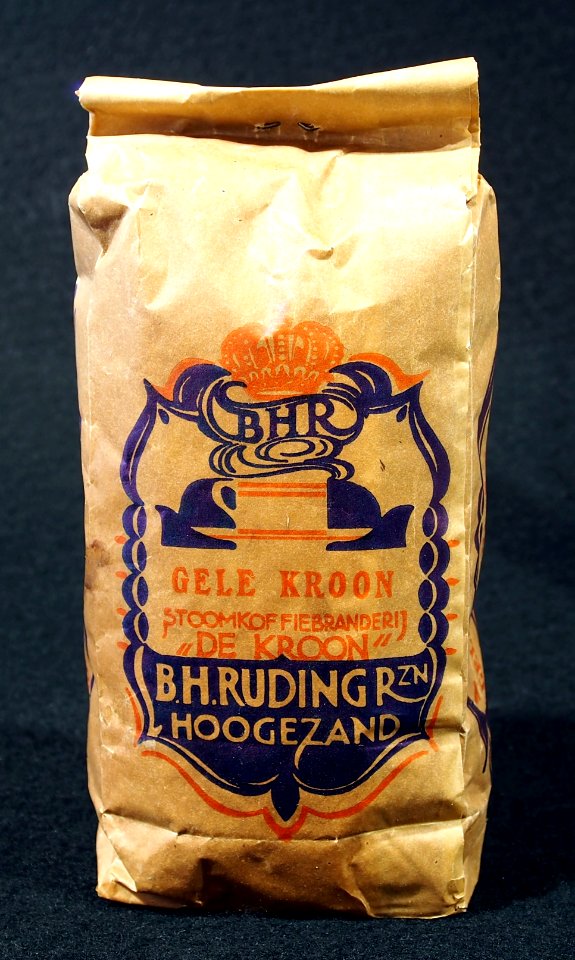 BHR
GELE KROON
STOOMKOFFIEBRANDERIJ
„DE KROON”
B.H. RUDING RZN
HOOGEZAND